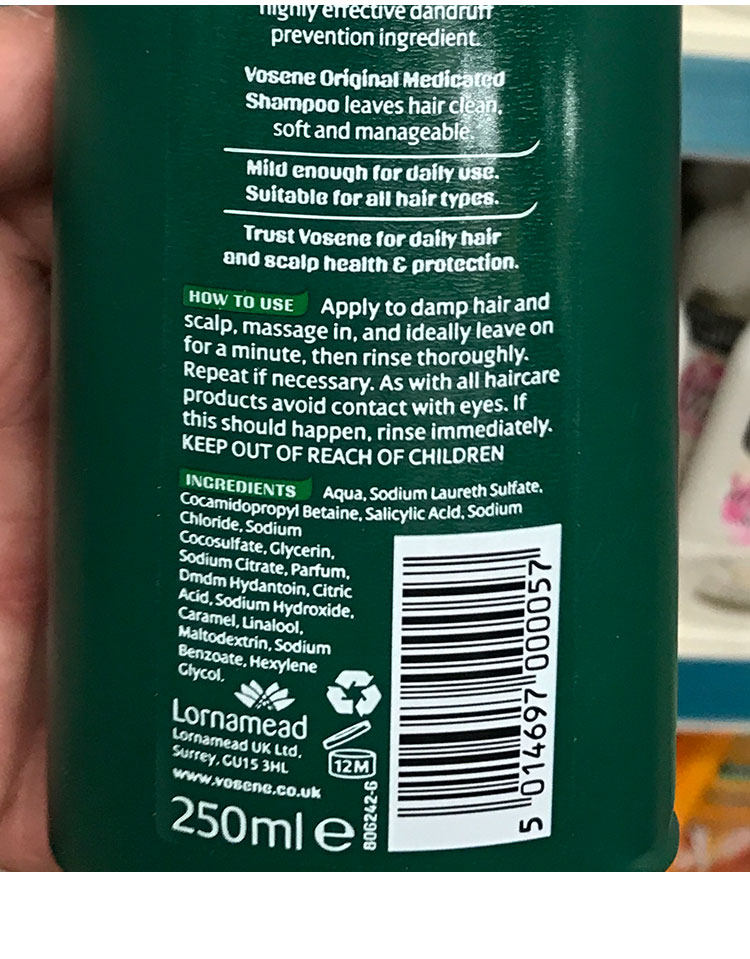 highly effective dandruff
prevention ingredient.
Vosene Original Medicated
Shampoo leaves hair clean,
soft and manageable.
Mild enough for daily use.
Suitable for all hair types.
Trust Vosene for daily hair
and scalp health & protection.
HOW TO USE Apply to damp hair and
scalp, massage in, and ideally leave on
for a minute, then rinse thoroughly.
Repeat if necessary. As with all haircare
products avoid contact with eyes. If
this should happen, rinse immediately.
KEEP OUT OF REACH OF CHILDREN
INGREDIENTS Aqua, Sodium Laureth Sulfate,
Cocamidopropyl Betaine, Salicylic Acid, Sodium
Chloride, Sodium
Cocosulfate, Glycerin,
Sodium Citrate, Parfum,
Dmdm Hydantoin, Citric
Acid, Sodium Hydroxide,
Caramel, Linalool,
Maltodextrin, Sodium
Benzoate, Hexylene
Glycol.
Lornamead
Lornamead UK Ltd,
Surrey, GU15 3HL
www.vosene.co.uk
250ml e
12M
806242-6
5 014697 000057